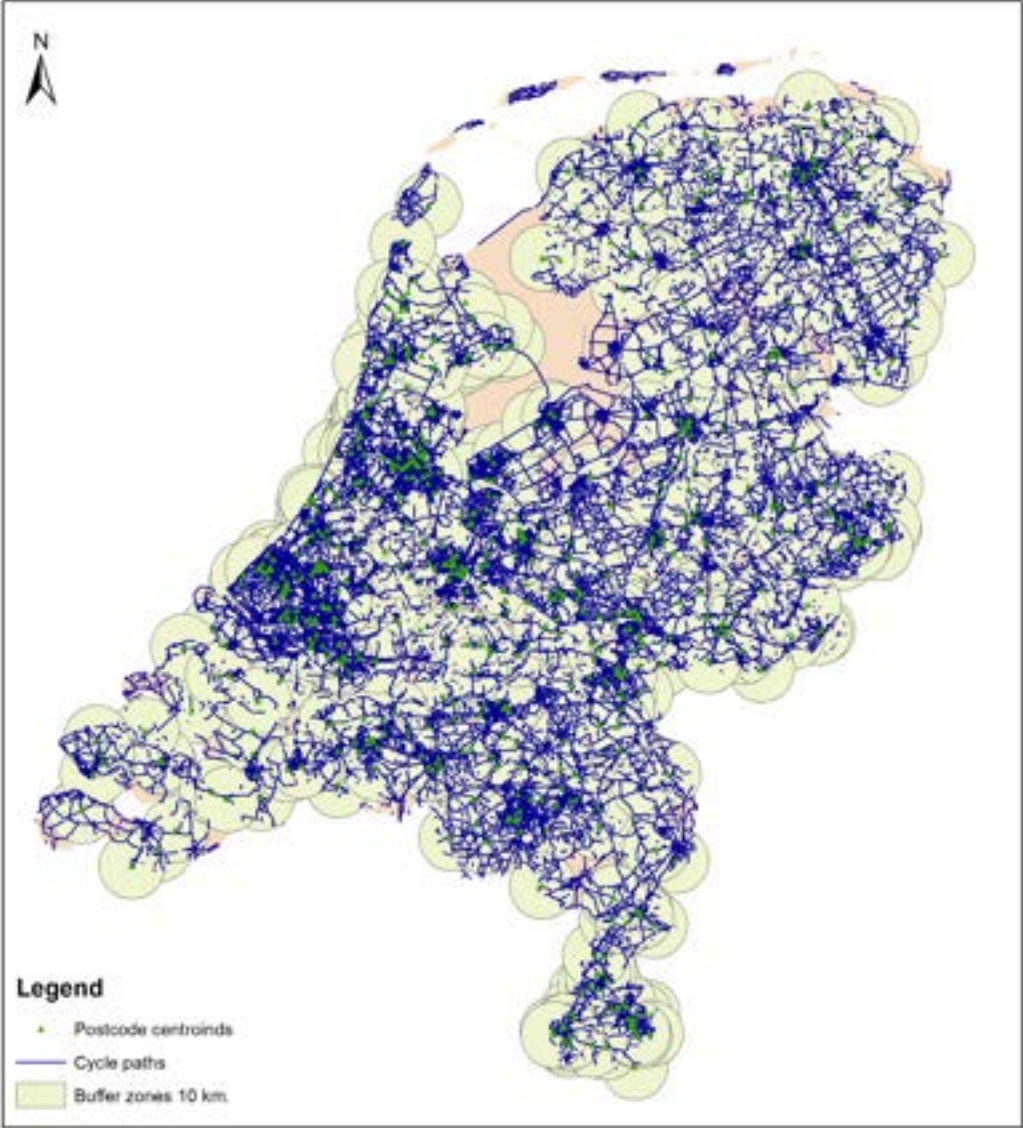 N
Legend
Postcode centroinds
Cycle paths
Buffer zones 10 km.